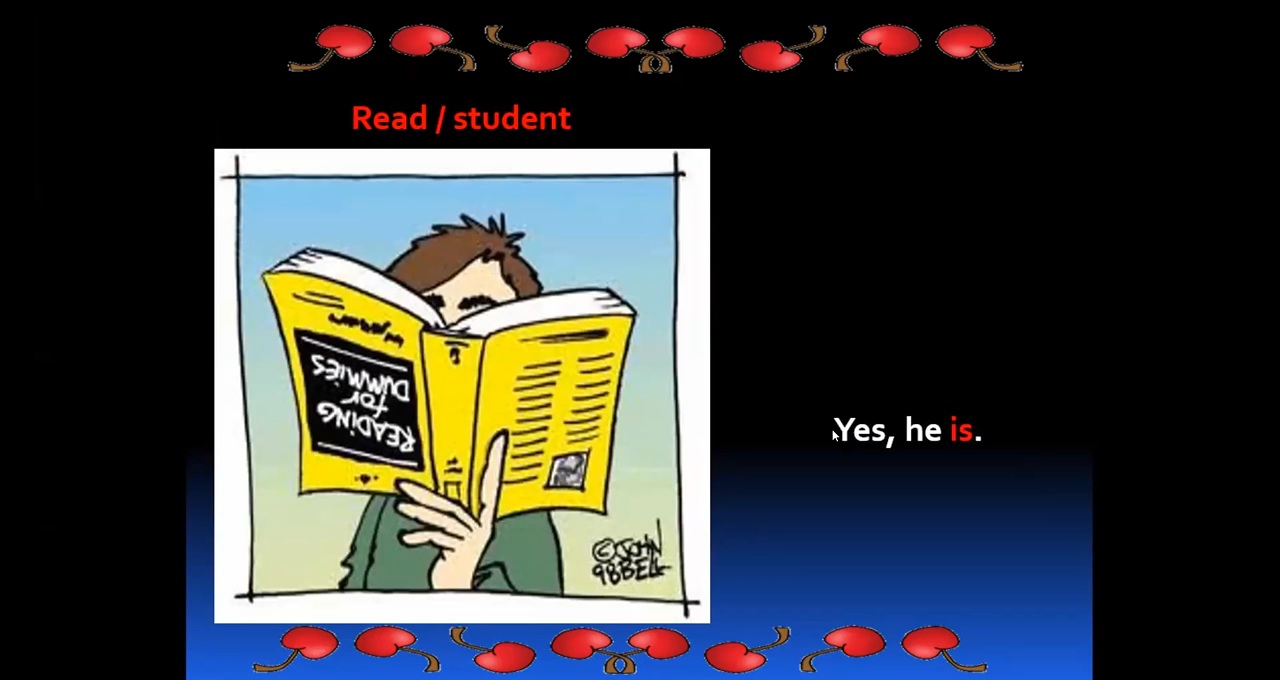 Read / student
READING
for
DUMMIES
©JOHN
98BELL
Yes, he is.